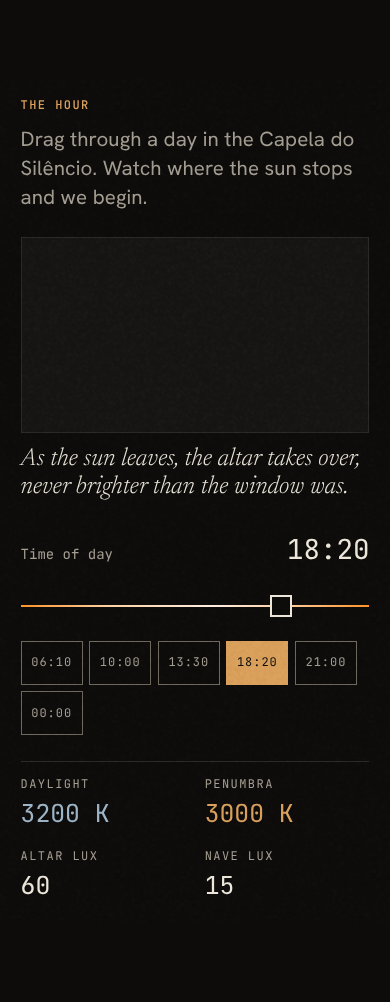 THE HOUR
Drag through a day in the Capela do
Silêncio. Watch where the sun stops
and we begin.
As the sun leaves, the altar takes over,
never brighter than the window was.
Time of day 18:20
06:10 10:00 13:30 18:20 21:00
00:00
DAYLIGHT PENUMBRA
3200 K 3000 K
ALTAR LUX NAVE LUX
60 15